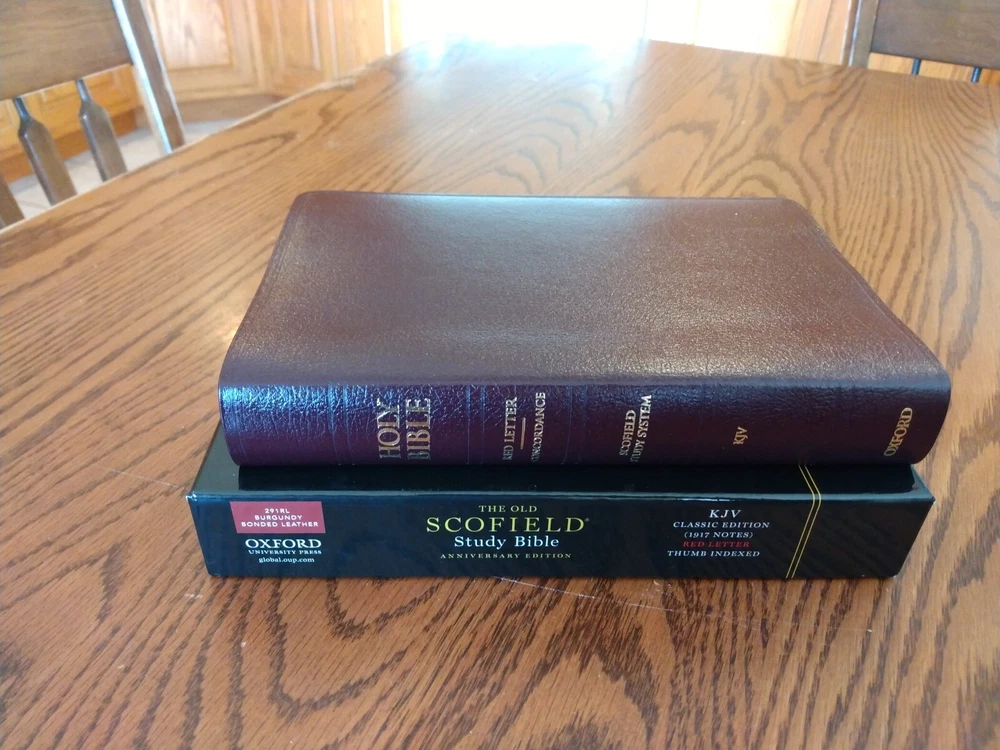 HOLY
BIBLE
RED LETTER
CONCORDANCE
SCOFIELD
STUDY SYSTEM
KJV
OXFORD
291RL
BURGUNDY
BONDED LEATHER
OXFORD
UNIVERSITY PRESS
global.oup.com
THE OLD
SCOFIELD®
Study Bible
ANNIVERSARY EDITION
KJV
CLASSIC EDITION
(1917 NOTES)
RED LETTER
THUMB INDEXED